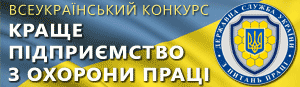 ВСЕУКРАЇНСЬКИЙ КОНКУРС
КРАЩЕ
ПІДПРИЄМСТВО
З ОХОРОНИ ПРАЦІ
ДЕРЖАВНА СЛУЖБА УКРАЇНИ
З ПИТАНЬ ПРАЦІ